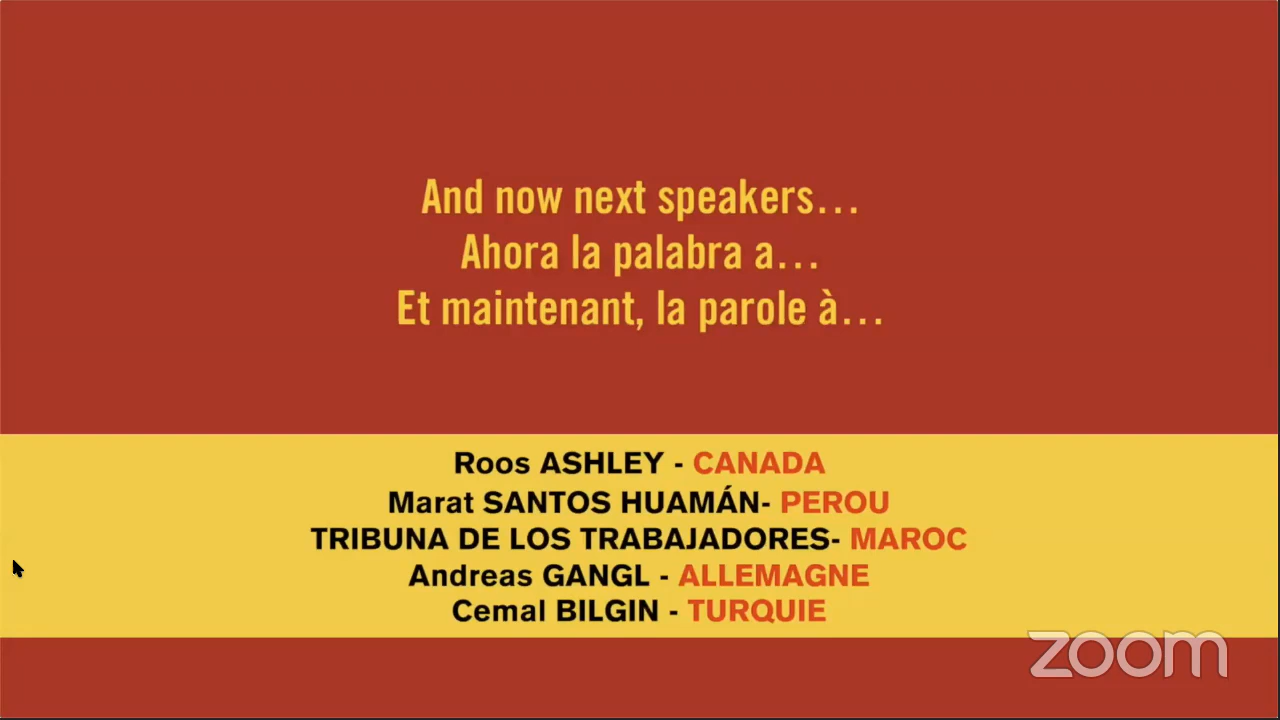 And now next speakers...
Ahora la palabra a...
Et maintenant, la parole à...
Roos ASHLEY - CANADA
Marat SANTOS HUAMÁN- PEROU
TRIBUNA DE LOS TRABAJADORES- MAROC
Andreas GANGL - ALLEMAGNE
Cemal BILGIN - TURQUIE
zoom